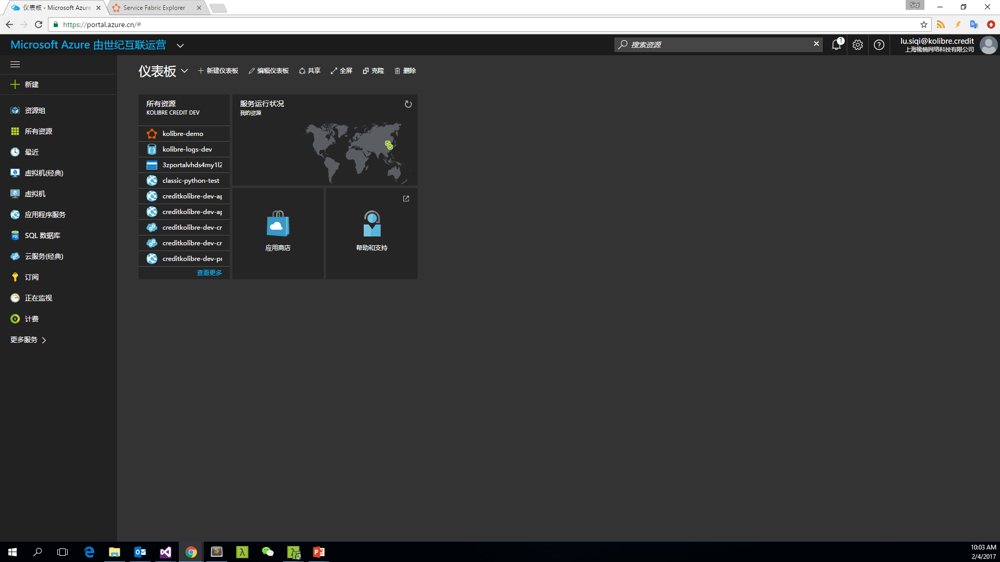 仪表板 - Microsoft Azure
Service Fabric Explorer
Siqi
https://portal.azure.cn/#
Microsoft Azure 由世纪互联运营
搜索资源
1
lu.siqi@kolibre.credit
上海橡楠网络科技有限公司
仪表板
新建仪表板
编辑仪表板
共享
全屏
克隆
删除
新建
资源组
所有资源
最近
虚拟机(经典)
虚拟机
应用程序服务
SQL 数据库
云服务(经典)
订阅
正在监视
计费
更多服务
所有资源
KOLIBRE CREDIT DEV
kolibre-demo
kolibre-logs-dev
3zportalvhds4my1l2
classic-python-test
creditkolibre-dev-ap
creditkolibre-dev-ap
creditkolibre-dev-cr
creditkolibre-dev-cr
creditkolibre-dev-pr
查看更多
服务运行状况
我的资源
应用商店
帮助和支持
10:03 AM
2/4/2017